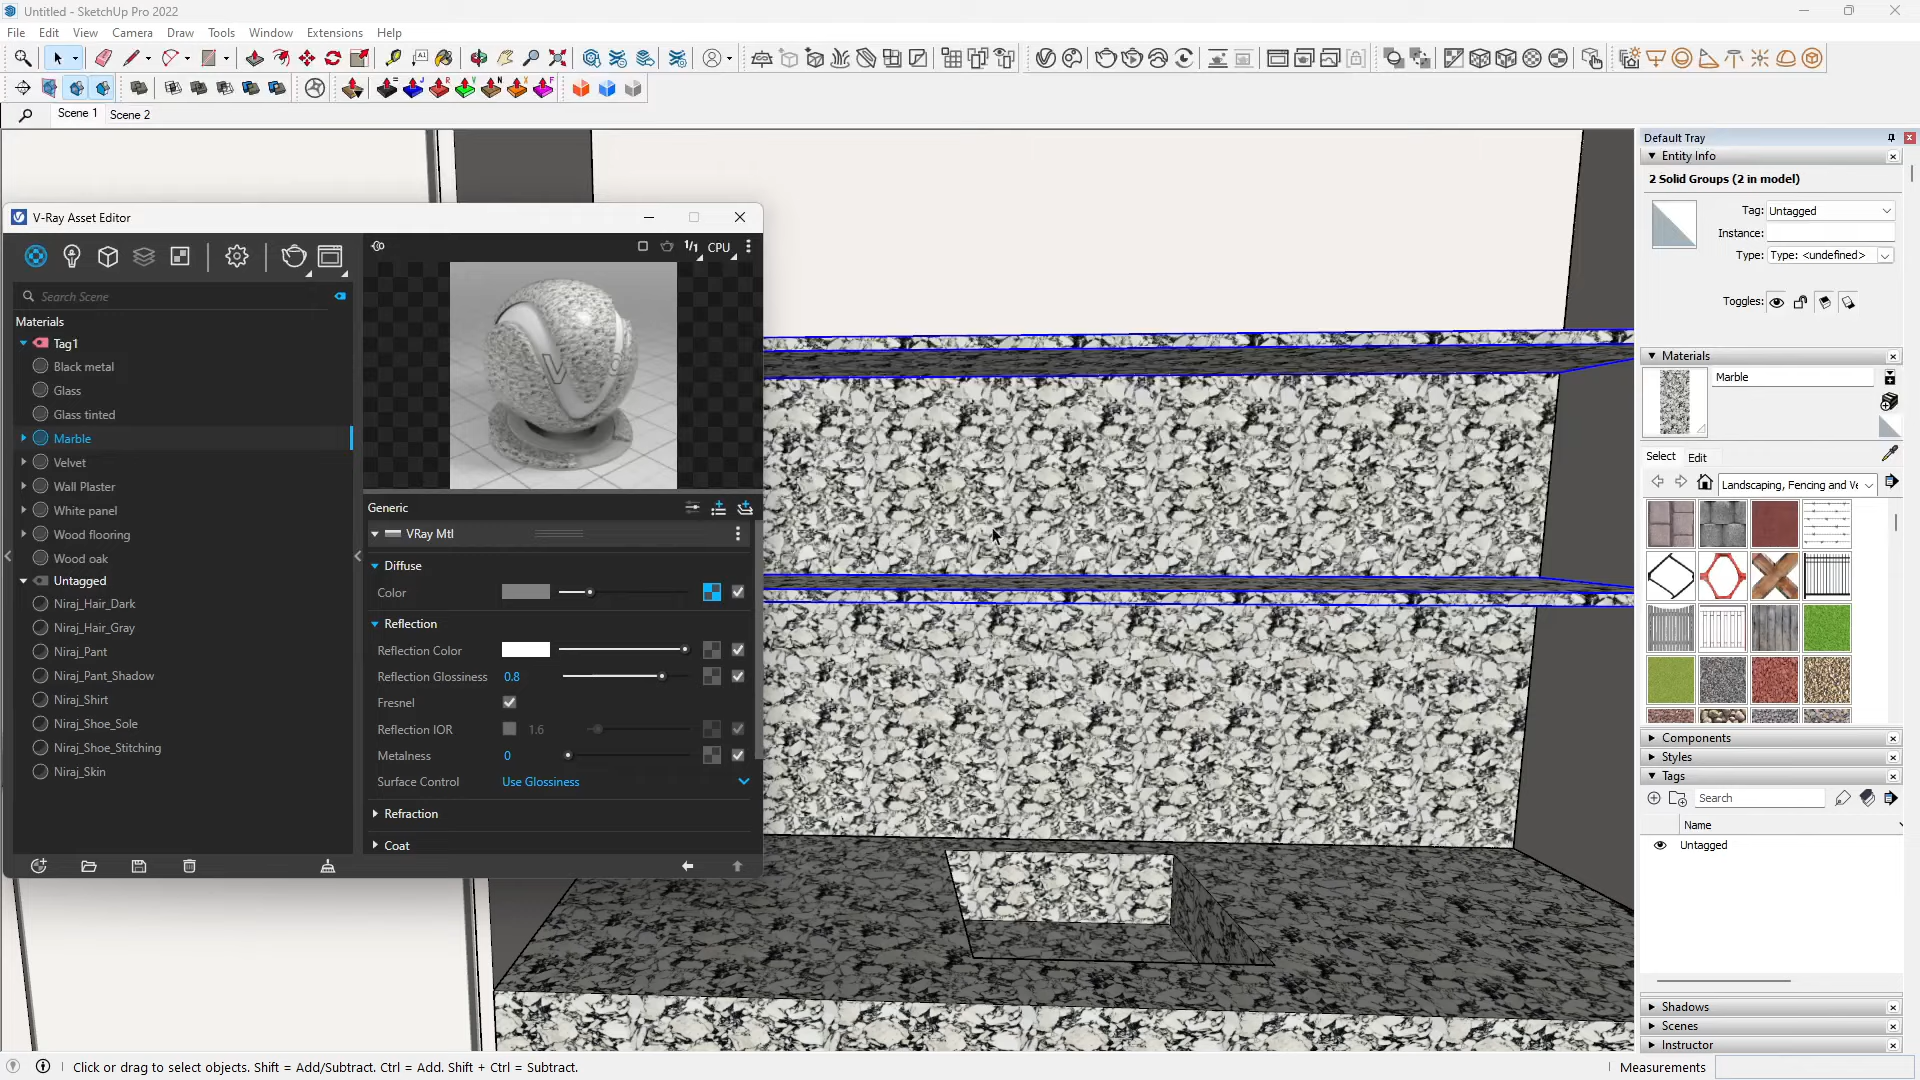 Untitled - SketchUp Pro 2022
File Edit View Camera Draw Tools Window Extensions Help
Scene 1 Scene 2
V-Ray Asset Editor
Search Scene
Materials
Tag1
Black metal
Glass
Glass tinted
Marble
Velvet
Wall Plaster
White panel
Wood flooring
Wood oak
Untagged
Niraj_Hair_Dark
Niraj_Hair_Gray
Niraj_Pant
Niraj_Pant_Shadow
Niraj_Shirt
Niraj_Shoe_Sole
Niraj_Shoe_Stitching
Niraj_Skin
1/1 CPU
Generic
VRay Mtl
Diffuse
Color
Reflection
Reflection Color
Reflection Glossiness 0.8
Fresnel
Reflection IOR 1.6
Metalness 0
Surface Control Use Glossiness
Refraction
Coat
Default Tray
Entity Info
2 Solid Groups (2 in model)
Tag: Untagged
Instance:
Type: Type: <undefined>
Toggles:
Materials
Marble
Select Edit
Landscaping, Fencing and Ve
Components
Styles
Tags
Search
Name
Untagged
Shadows
Scenes
Instructor
Click or drag to select objects. Shift = Add/Subtract. Ctrl = Add. Shift + Ctrl = Subtract.
Measurements